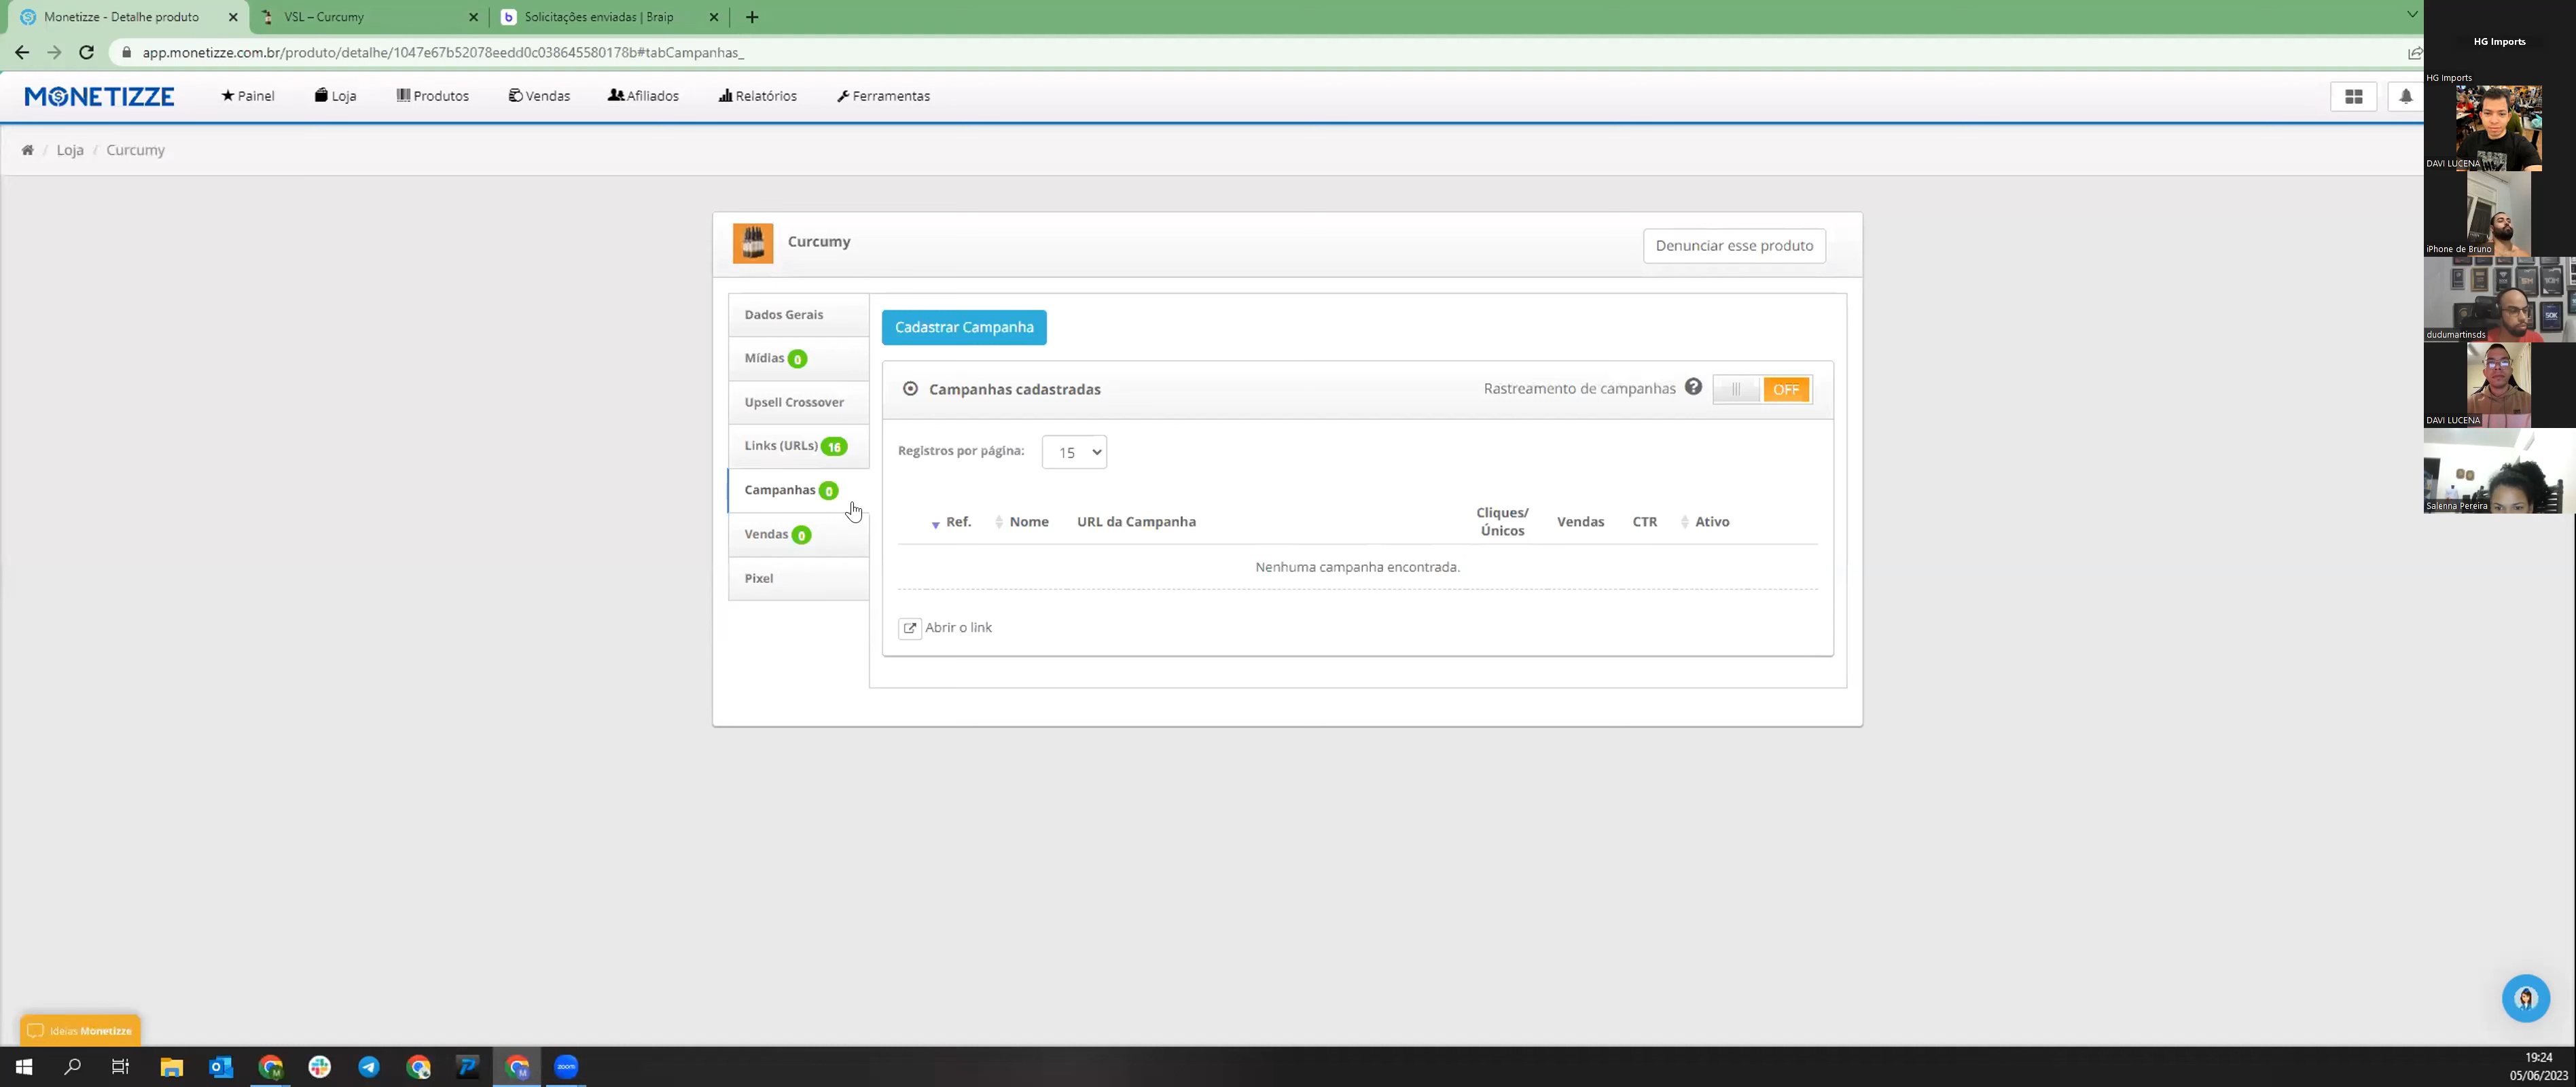 Monetizze - Detalhe produto
VSL – Curcumy
Solicitações enviadas | Braip
app.monetizze.com.br/produto/detalhe/1047e67b52078eedd0c038645580178b#tabCampanhas_
MONETIZZE
Painel
Loja
Produtos
Vendas
Afiliados
Relatórios
Ferramentas
/ Loja / Curcumy
Curcumy
Denunciar esse produto
Dados Gerais
Mídias 0
Upsell Crossover
Links (URLs) 16
Campanhas 0
Vendas 0
Pixel
Cadastrar Campanha
Campanhas cadastradas
Rastreamento de campanhas
OFF
Registros por página: 15
Ref.
Nome
URL da Campanha
Cliques/
Únicos
Vendas
CTR
Ativo
Nenhuma campanha encontrada.
Abrir o link
Ideias Monetizze
HG Imports
HG Imports
DAVI LUCENA
iPhone de Bruno
dudumartinsds
DAVI LUCENA
Salenna Pereira
zoom
19:24
05/06/2023